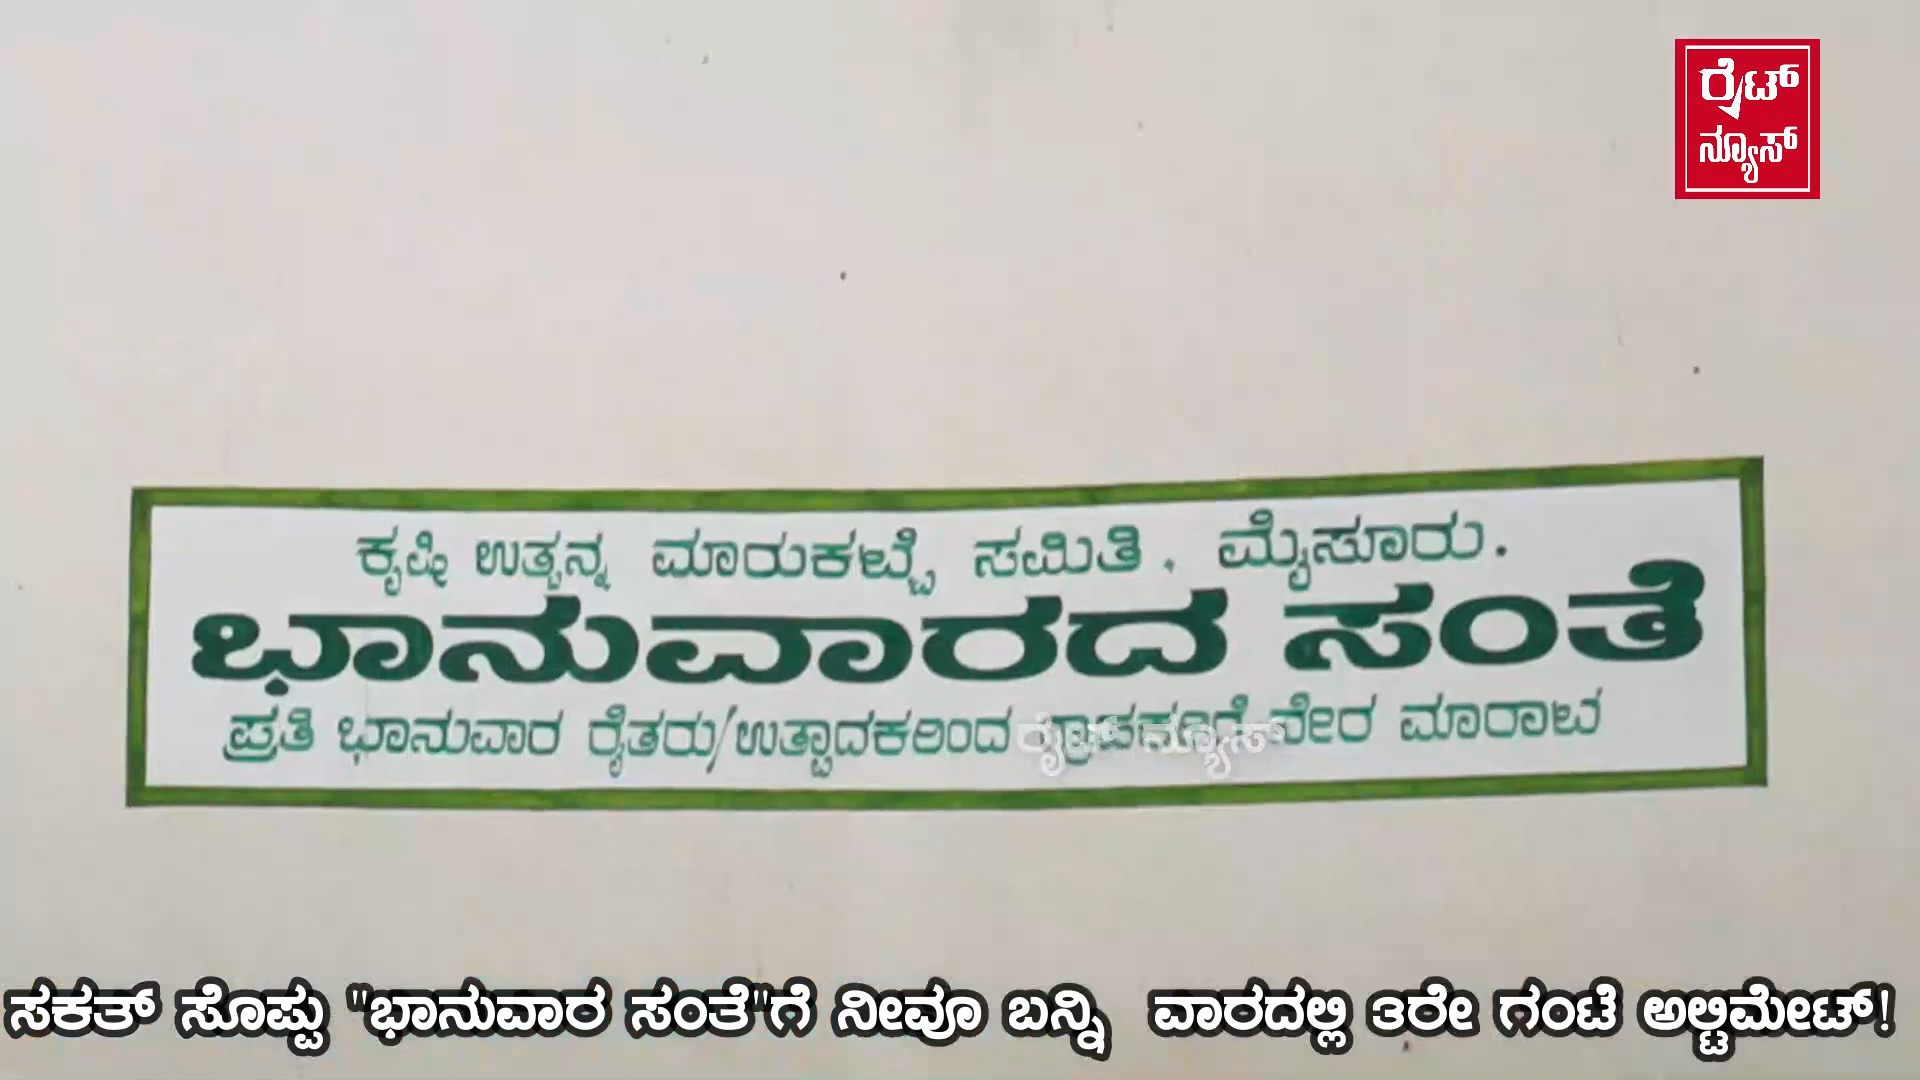 ರೈಟ್
ನ್ಯೂಸ್
ಕೃಷಿ ಉತ್ಪನ್ನ ಮಾರುಕಟ್ಟೆ ಸಮಿತಿ. ಮೈಸೂರು.
ಭಾನುವಾರದ ಸಂತೆ
ಪ್ರತಿ ಭಾನುವಾರ ರೈತರು/ಉತ್ಪಾದಕರಿಂದ ನೇರ ಮಾರಾಟ
ರೈಟ್ ನ್ಯೂಸ್
ಸಕತ್ ಸೊಪ್ಪು "ಭಾನುವಾರ ಸಂತೆ"ಗೆ ನೀವೂ ಬನ್ನಿ ವಾರದಲ್ಲಿ 3ರೇ ಗಂಟೆ ಅಲ್ಟಿಮೇಟ್!